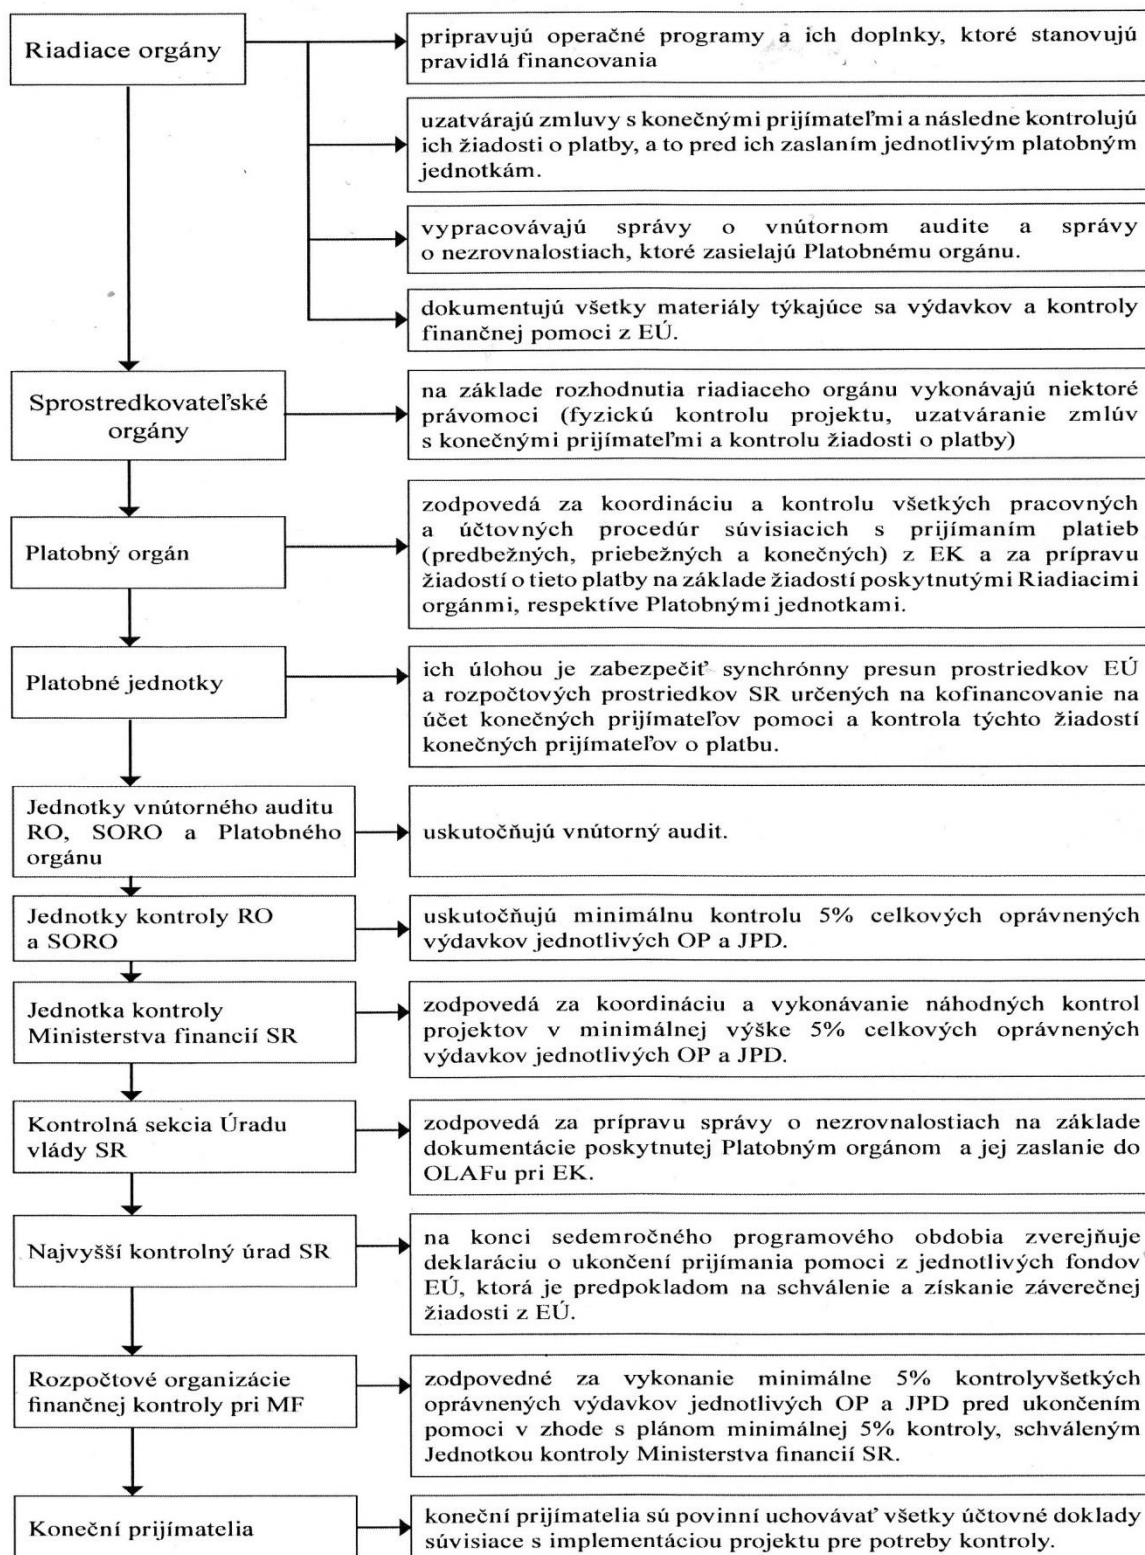 Riadiace orgány
pripravujú operačné programy a ich doplnky, ktoré stanovujú
pravidlá financovania
uzatvárajú zmluvy s konečnými prijímateľmi a následne kontrolujú
ich žiadosti o platby, a to pred ich zaslaním jednotlivým platobným
jednotkám.
vypracovávajú správy o vnútornom audite a správy
o nezrovnalostiach, ktoré zasielajú Platobnému orgánu.
dokumentujú všetky materiály týkajúce sa výdavkov a kontroly
finančnej pomoci z EÚ.
Sprostredkovateľské
orgány
na základe rozhodnutia riadiaceho orgánu vykonávajú niektoré
právomoci (fyzickú kontrolu projektu, uzatváranie zmlúv
s konečnými prijímateľmi a kontrolu žiadosti o platby)
Platobný orgán
zodpovedá za koordináciu a kontrolu všetkých pracovných
a účtovných procedúr súvisiacich s prijímaním platieb
(predbežných, priebežných a konečných) z EK a za prípravu
žiadostí o tieto platby na základe žiadostí poskytnutými Riadiacimi
orgánmi, respektíve Platobnými jednotkami.
Platobné jednotky
ich úlohou je zabezpečiť synchrónny presun prostriedkov EÚ
a rozpočtových prostriedkov SR určených na kofinancovanie na
účet konečných prijímateľov pomoci a kontrola týchto žiadostí
konečných prijímateľov o platbu.
Jednotky vnútorného auditu
RO, SORO a Platobného
orgánu
uskutočňujú vnútorný audit.
Jednotky kontroly RO
a SORO
uskutočňujú minimálnu kontrolu 5% celkových oprávnených
výdavkov jednotlivých OP a JPD.
Jednotka kontroly
Ministerstva financií SR
zodpovedá za koordináciu a vykonávanie náhodných kontrol
projektov v minimálnej výške 5% celkových oprávnených
výdavkov jednotlivých OP a JPD.
Kontrolná sekcia Úradu
vlády SR
zodpovedá za prípravu správy o nezrovnalostiach na základe
dokumentácie poskytnutej Platobným orgánom a jej zaslanie do
OLAFu pri EK.
Najvyšší kontrolný úrad SR
na konci sedemročného programového obdobia zverejňuje
deklaráciu o ukončení prijímania pomoci z jednotlivých fondov
EÚ, ktorá je predpokladom na schválenie a získanie záverečnej
žiadosti z EÚ.
Rozpočtové organizácie
finančnej kontroly pri MF
zodpovedné za vykonanie minimálne 5% kontrolyvšetkých
oprávnených výdavkov jednotlivých OP a JPD pred ukončením
pomoci v zhode s plánom minimálnej 5% kontroly, schváleným
Jednotkou kontroly Ministerstva financií SR.
Koneční prijímatelia
koneční prijímatelia sú povinní uchovávať všetky účtovné doklady
súvisiace s implementáciou projektu pre potreby kontroly.